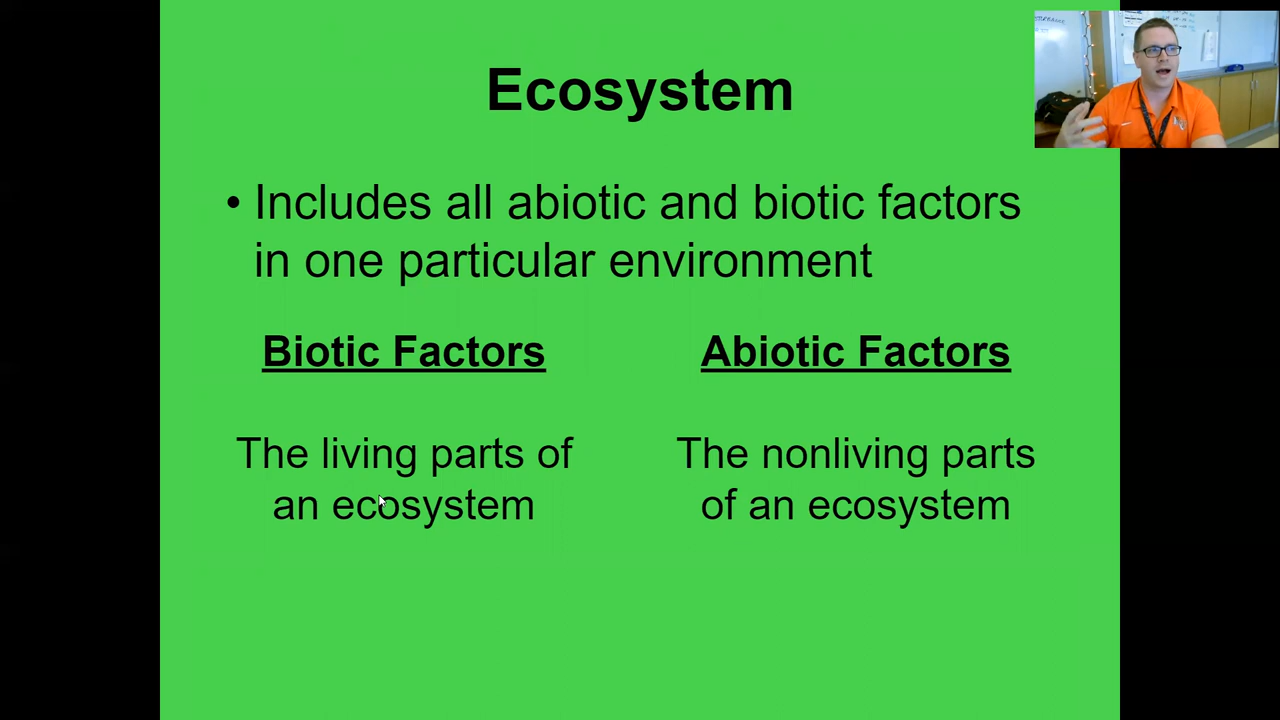 Ecosystem
• Includes all abiotic and biotic factors
in one particular environment
Biotic Factors
The living parts of
an ecosystem
Abiotic Factors
The nonliving parts
of an ecosystem